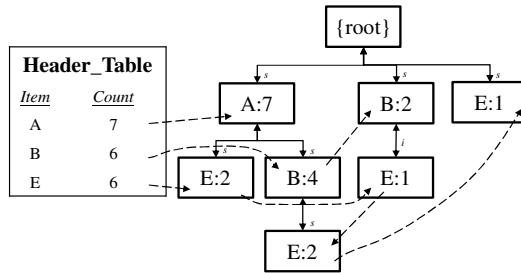 {root}
Header_Table
Item Count
A 7
B 6
E 6
s s s
A:7 B:2 E:1
s s i
E:2 B:4 E:1
s
E:2